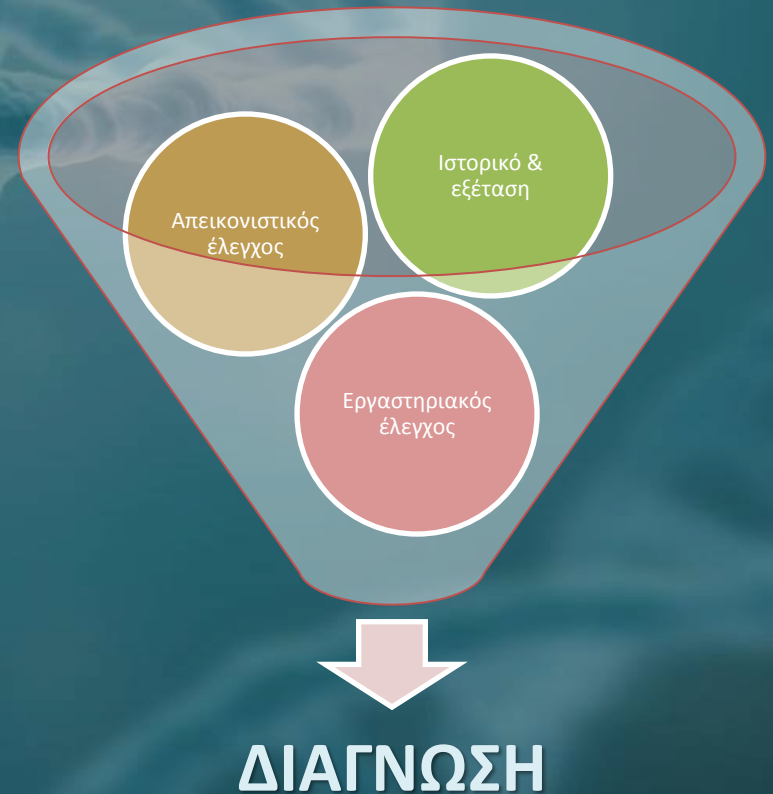 Ιστορικό &
εξέταση
Απεικονιστικός
έλεγχος
Εργαστηριακός
έλεγχος
ΔΙΑΓΝΩΣΗ